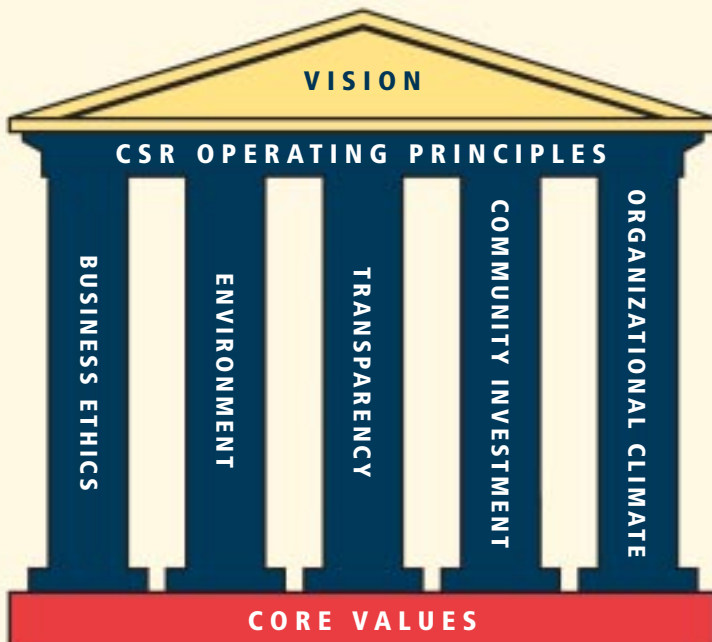 VISION
CSR OPERATING PRINCIPLES
BUSINESS ETHICS
ENVIRONMENT
TRANSPARENCY
COMMUNITY INVESTMENT
ORGANIZATIONAL CLIMATE
CORE VALUES